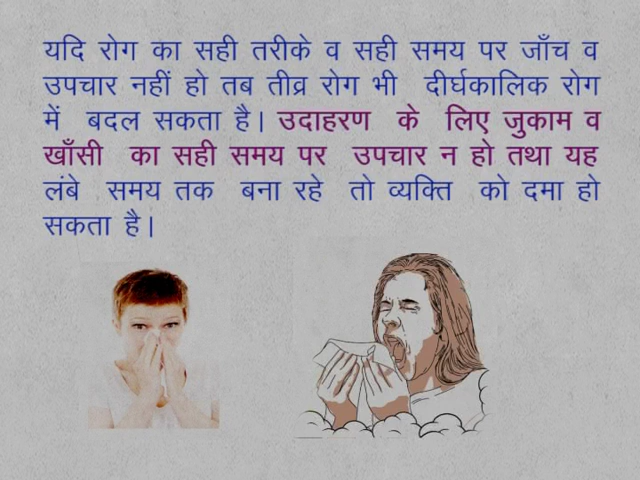 यदि रोग का सही तरीके व सही समय पर जाँच व
उपचार नहीं हो तब तीव्र रोग भी दीर्घकालिक रोग
में बदल सकता है। उदाहरण के लिए जुकाम व
खाँसी का सही समय पर उपचार न हो तथा यह
लंबे समय तक बना रहे तो व्यक्ति को दमा हो
सकता है।